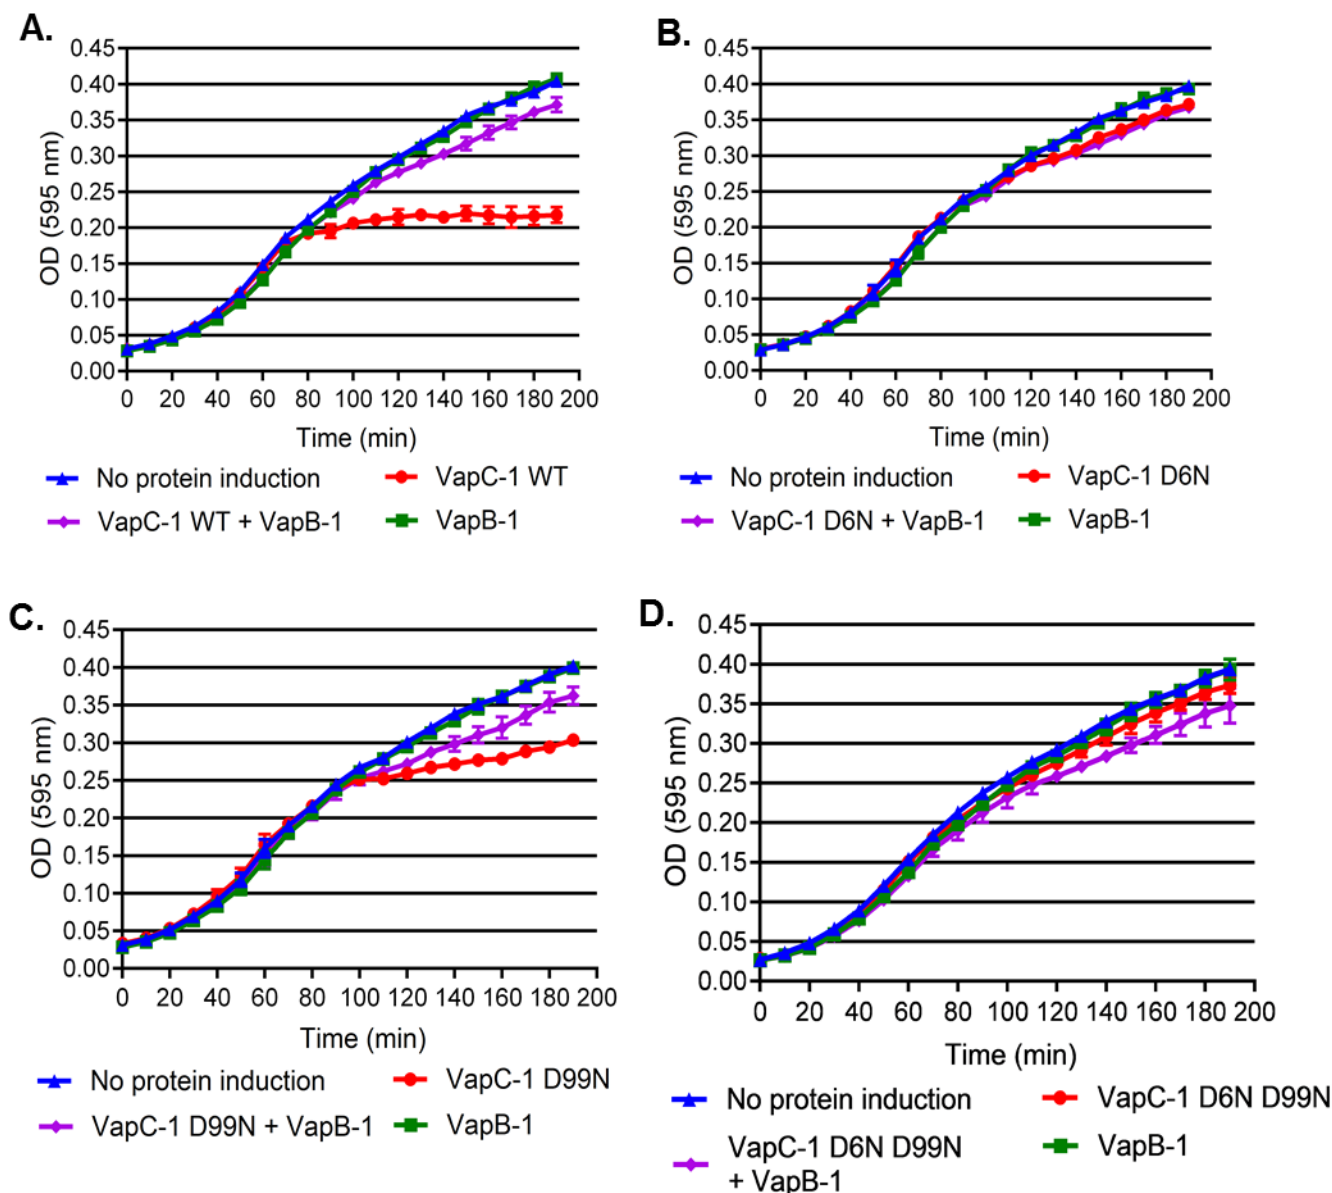 A.
0.45
0.40
0.35
0.30
0.25
0.20
0.15
0.10
0.05
0.00
OD (595 nm)
0 20 40 60 80 100 120 140 160 180 200
Time (min)
No protein induction
VapC-1 WT
VapC-1 WT + VapB-1
VapB-1
B.
0.45
0.40
0.35
0.30
0.25
0.20
0.15
0.10
0.05
0.00
OD (595 nm)
0 20 40 60 80 100 120 140 160 180 200
Time (min)
No protein induction
VapC-1 D6N
VapC-1 D6N + VapB-1
VapB-1
C.
0.45
0.40
0.35
0.30
0.25
0.20
0.15
0.10
0.05
0.00
OD (595 nm)
0 20 40 60 80 100 120 140 160 180 200
Time (min)
No protein induction
VapC-1 D99N
VapC-1 D99N + VapB-1
VapB-1
D.
0.45
0.40
0.35
0.30
0.25
0.20
0.15
0.10
0.05
0.00
OD (595 nm)
0 20 40 60 80 100 120 140 160 180 200
Time (min)
No protein induction
VapC-1 D6N D99N
VapC-1 D6N D99N
+ VapB-1
VapB-1